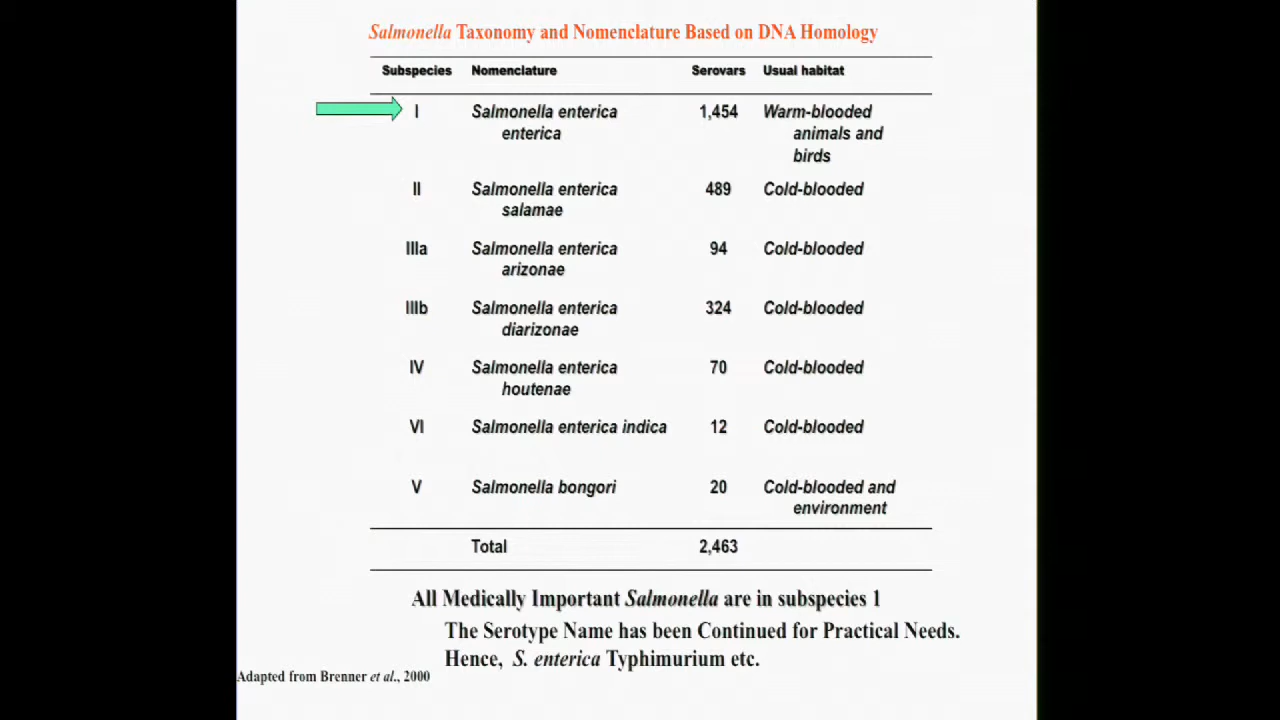 Salmonella Taxonomy and Nomenclature Based on DNA Homology
Subspecies Nomenclature Serovars Usual habitat
I Salmonella enterica 1,454 Warm-blooded
enterica animals and
birds
II Salmonella enterica 489 Cold-blooded
salamae
IIIa Salmonella enterica 94 Cold-blooded
arizonae
IIIb Salmonella enterica 324 Cold-blooded
diarizonae
IV Salmonella enterica 70 Cold-blooded
houtenae
VI Salmonella enterica indica 12 Cold-blooded
V Salmonella bongori 20 Cold-blooded and
environment
Total 2,463
All Medically Important Salmonella are in subspecies 1
The Serotype Name has been Continued for Practical Needs.
Hence, S. enterica Typhimurium etc.
Adapted from Brenner et al., 2000